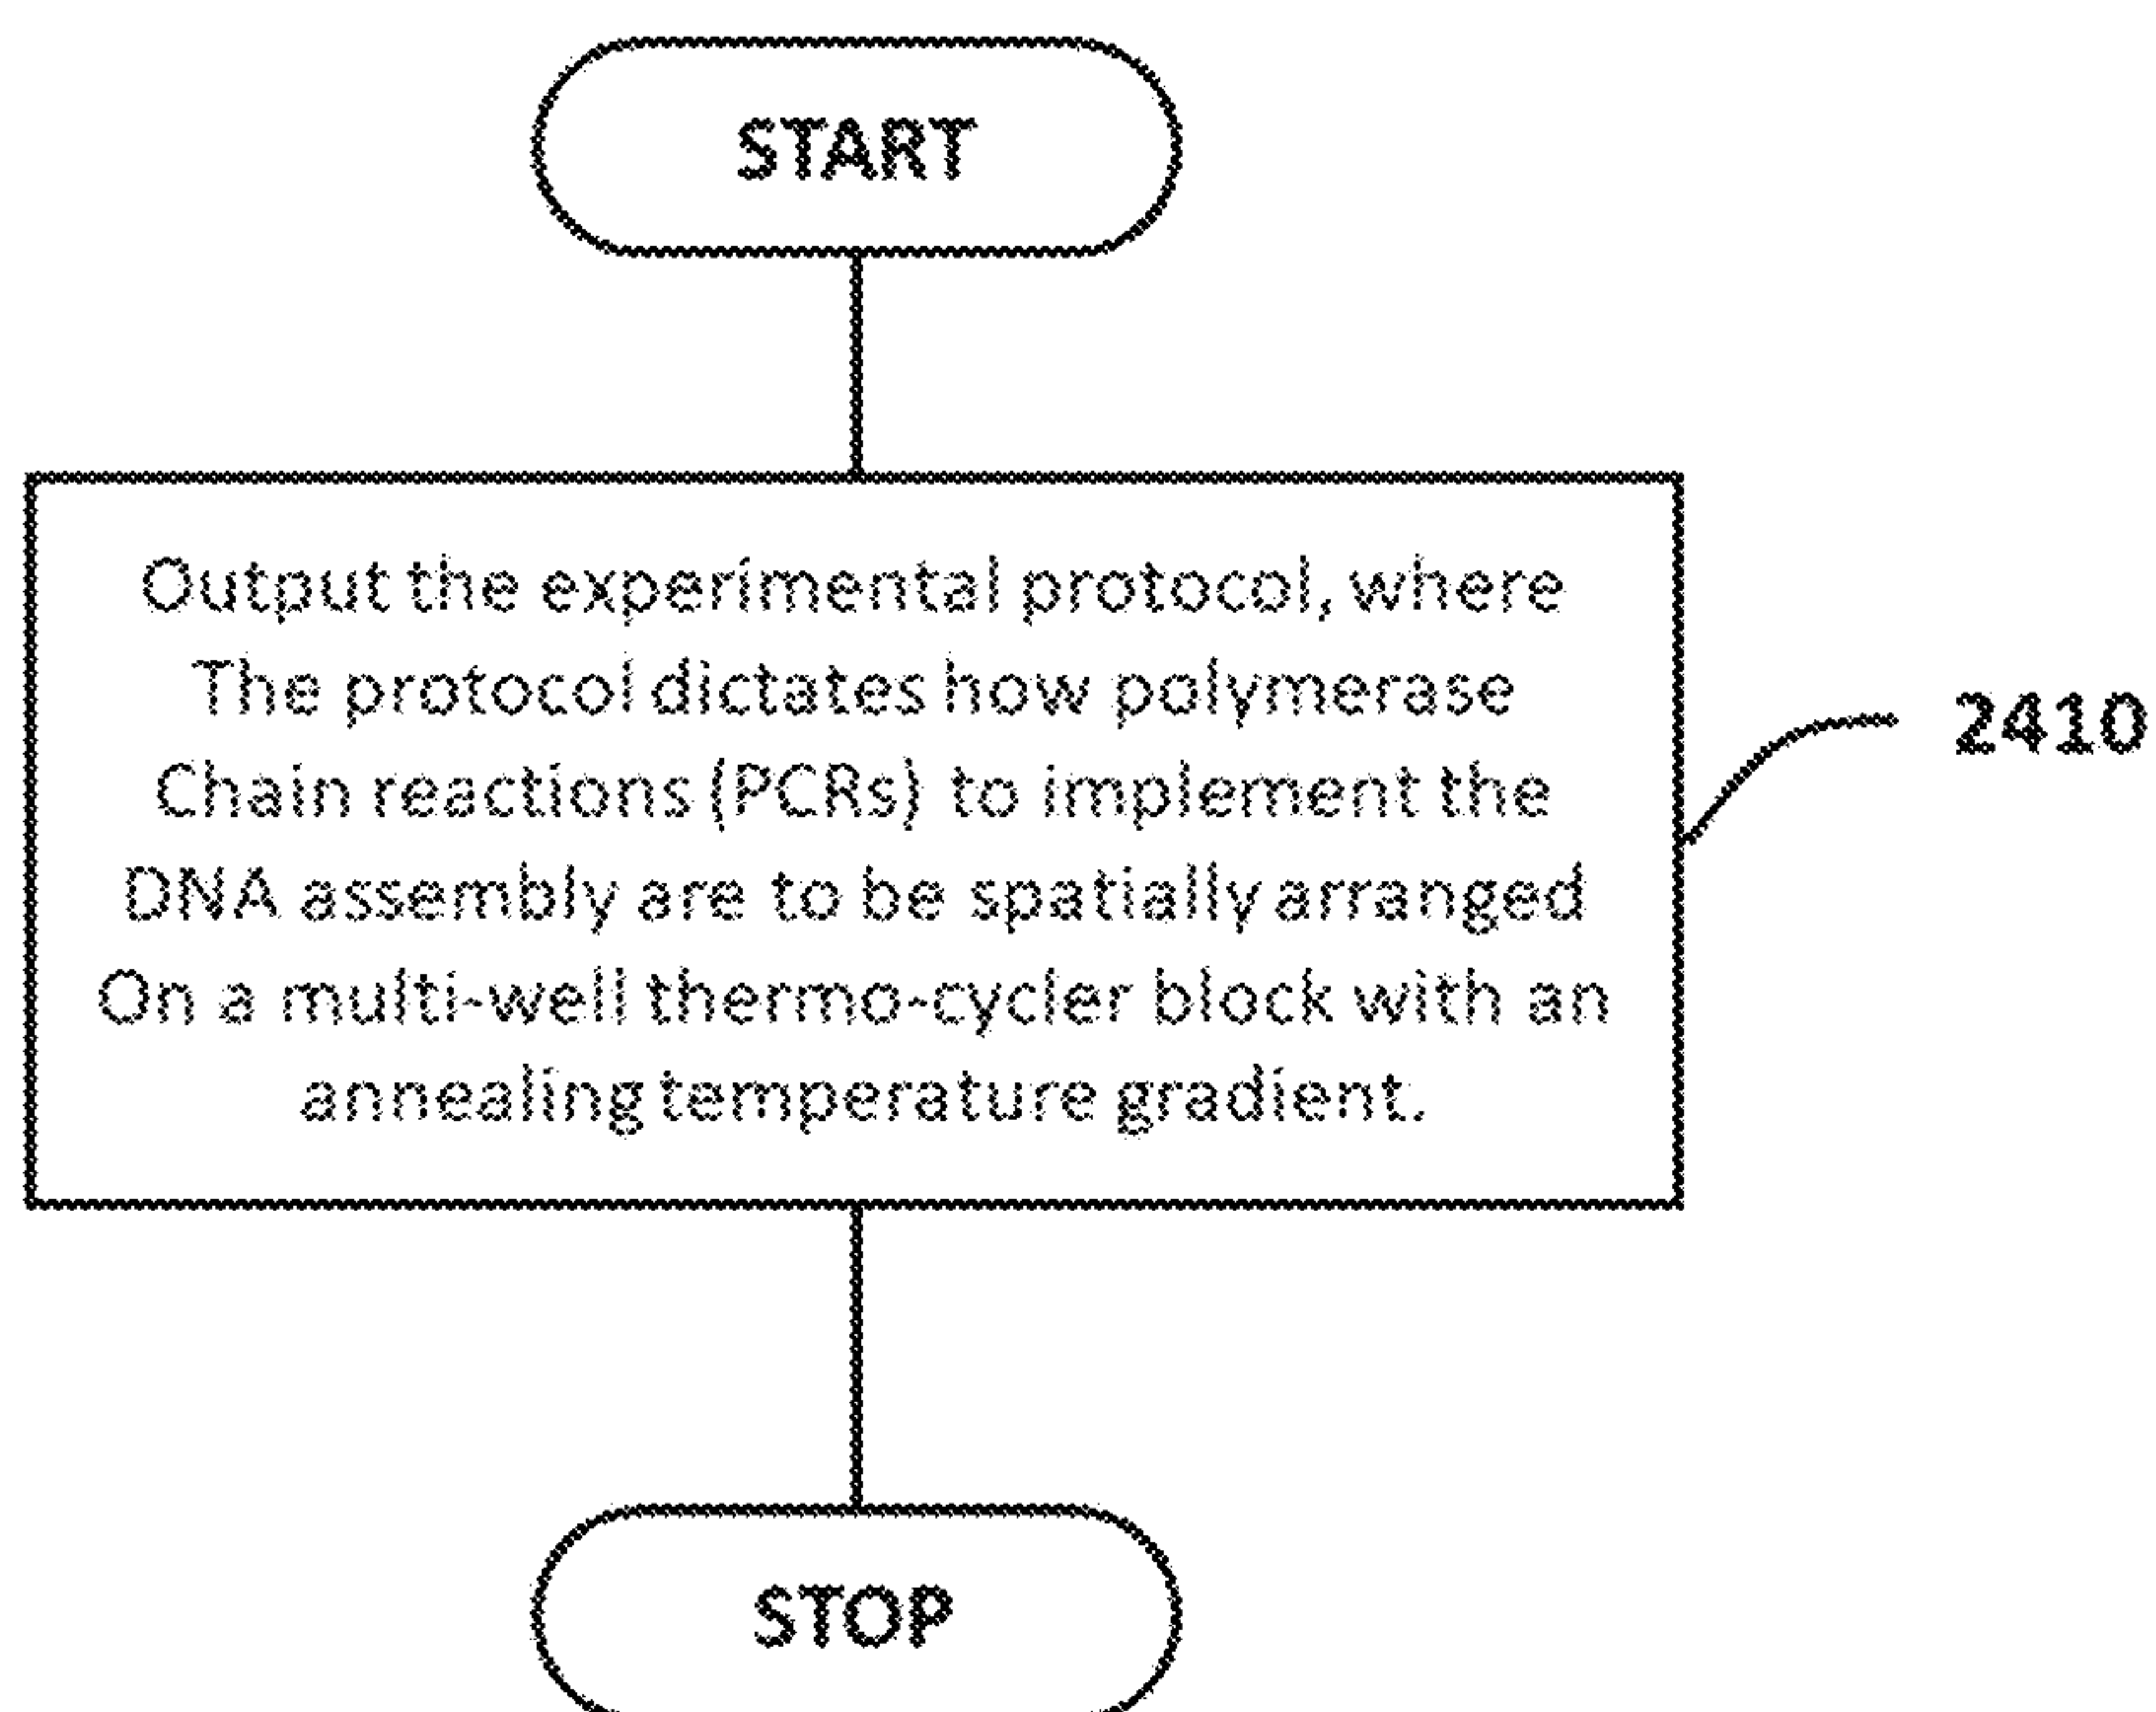 START
Output the experimental protocol, where
The protocol dictates how polymerase
Chain reactions (PCRs) to implement the
2410
DNA assembly are to be spatially arranged
On a multi-well thermo-cycler block with an
annealing temperature gradient.
STOP